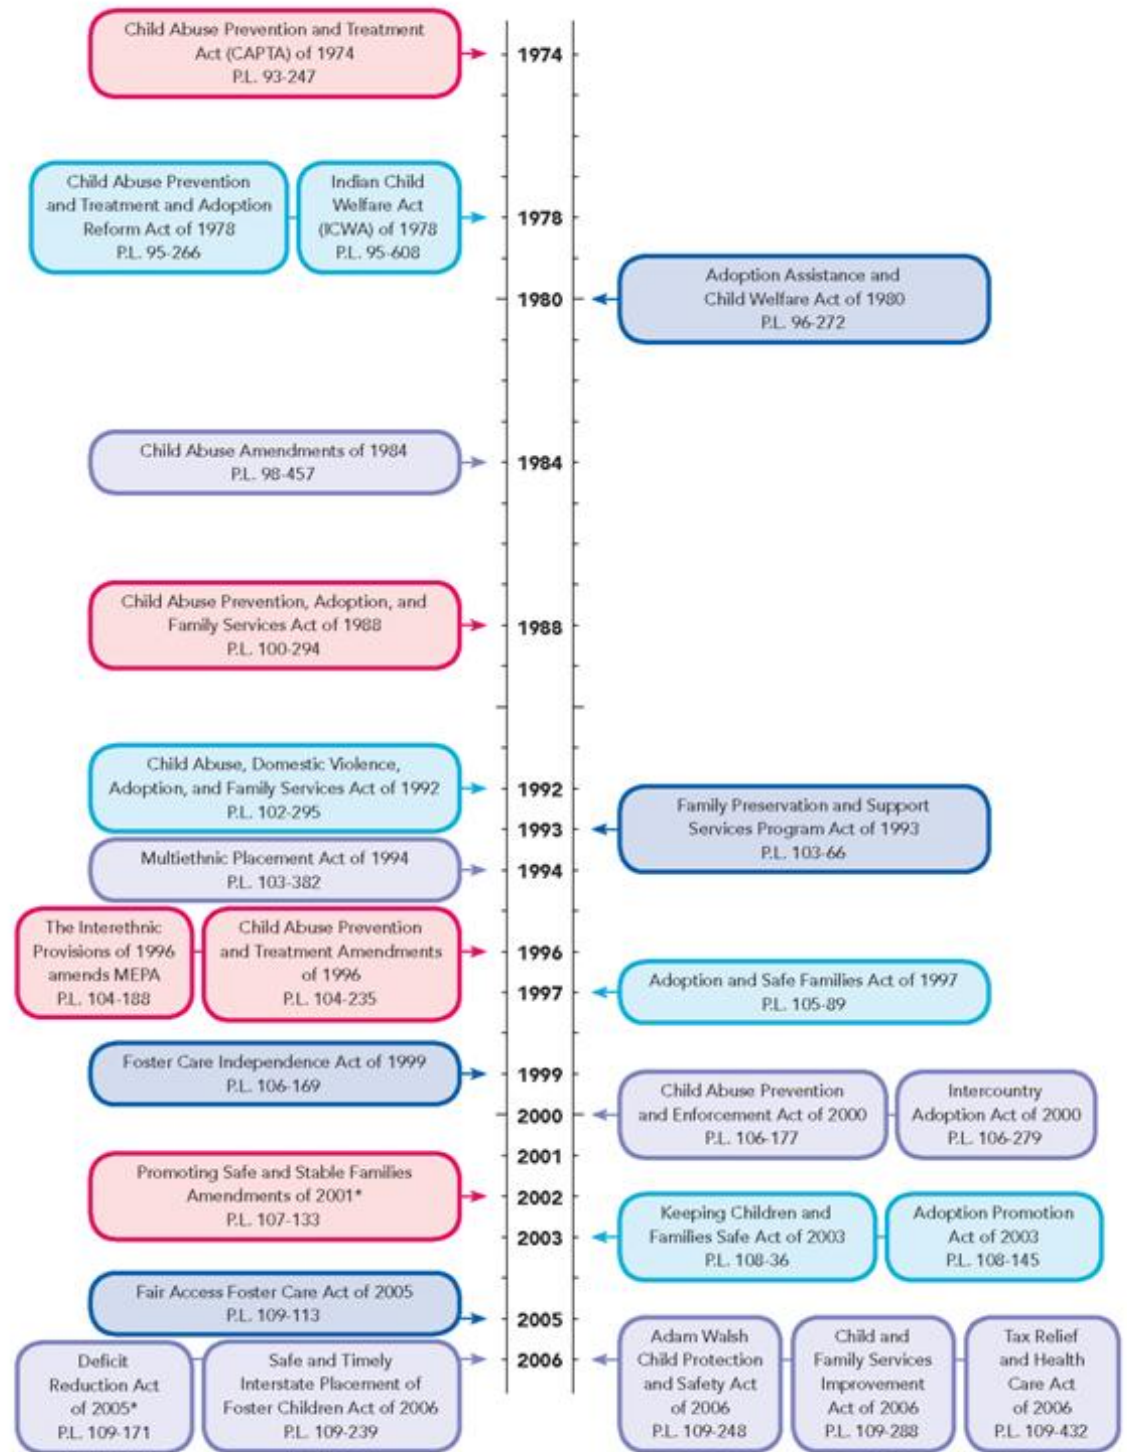 Child Abuse Prevention and Treatment
Act (CAPTA) of 1974
P.L. 93-247
1974
Child Abuse Prevention
and Treatment and Adoption
Reform Act of 1978
P.L. 95-266
Indian Child
Welfare Act
(ICWA) of 1978
P.L. 95-608
1978
Adoption Assistance and
Child Welfare Act of 1980
P.L. 96-272
1980
Child Abuse Amendments of 1984
P.L. 98-457
1984
Child Abuse Prevention, Adoption, and
Family Services Act of 1988
P.L. 100-294
1988
Child Abuse, Domestic Violence,
Adoption, and Family Services Act of 1992
P.L. 102-295
1992
Family Preservation and Support
Services Program Act of 1993
P.L. 103-66
1993
Multiethnic Placement Act of 1994
P.L. 103-382
1994
The Interethnic
Provisions of 1996
amends MEPA
P.L. 104-188
Child Abuse Prevention
and Treatment Amendments
of 1996
P.L. 104-235
1996
Adoption and Safe Families Act of 1997
P.L. 105-89
1997
Foster Care Independence Act of 1999
P.L. 106-169
1999
Child Abuse Prevention
and Enforcement Act of 2000
P.L. 106-177
Intercountry
Adoption Act of 2000
P.L. 106-279
2000
2001
Promoting Safe and Stable Families
Amendments of 2001*
P.L. 107-133
2002
Keeping Children and
Families Safe Act of 2003
P.L. 108-36
Adoption Promotion
Act of 2003
P.L. 108-145
2003
Fair Access Foster Care Act of 2005
P.L. 109-113
2005
Deficit
Reduction Act
of 2005*
P.L. 109-171
Safe and Timely
Interstate Placement of
Foster Children Act of 2006
P.L. 109-239
2006
Adam Walsh
Child Protection
and Safety Act
of 2006
P.L. 109-248
Child and
Family Services
Improvement
Act of 2006
P.L. 109-288
Tax Relief
and Health
Care Act
of 2006
P.L. 109-432